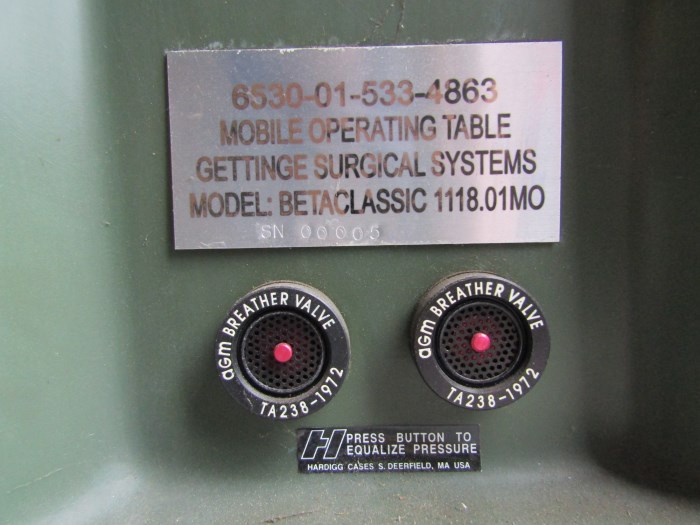 6530-01-533-4863
MOBILE OPERATING TABLE
GETTINGE SURGICAL SYSTEMS
MODEL: BETACLASSIC 1118.01MO
SN 00005
agm BREATHER VALVE
TA238-1972
agm BREATHER VALVE
TA238-1972
H PRESS BUTTON TO
EQUALIZE PRESSURE
HARDIGG CASES S. DEERFIELD, MA USA